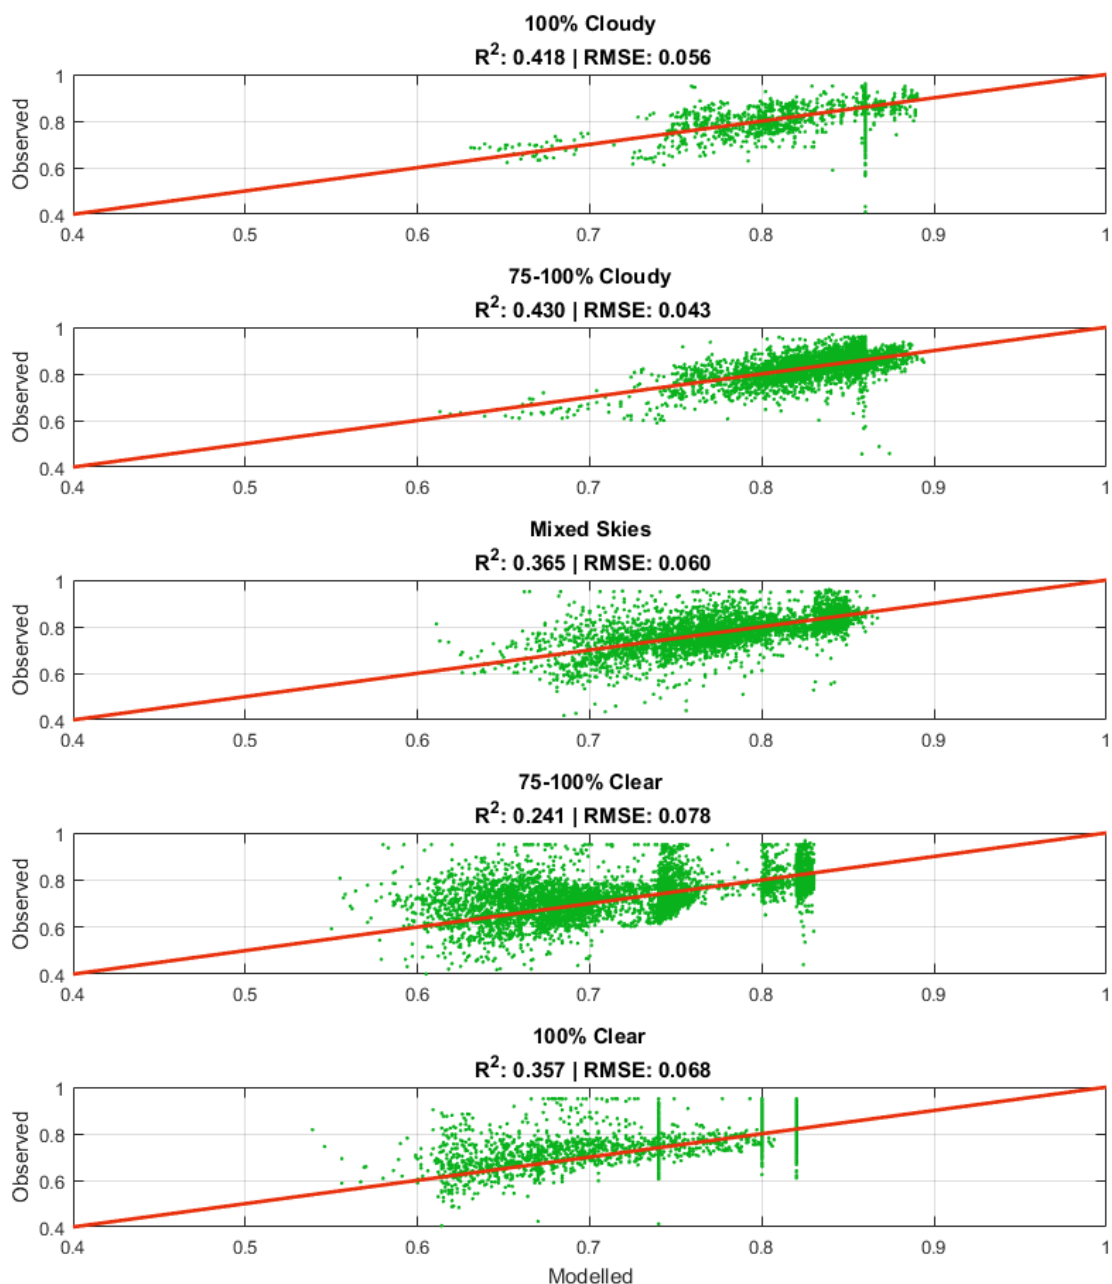 100% Cloudy
R²: 0.418 | RMSE: 0.056
1
0.8
0.6
0.4
Observed
0.4 0.5 0.6 0.7 0.8 0.9 1
75-100% Cloudy
R²: 0.430 | RMSE: 0.043
1
0.8
0.6
0.4
Observed
0.4 0.5 0.6 0.7 0.8 0.9 1
Mixed Skies
R²: 0.365 | RMSE: 0.060
1
0.8
0.6
0.4
Observed
0.4 0.5 0.6 0.7 0.8 0.9 1
75-100% Clear
R²: 0.241 | RMSE: 0.078
1
0.8
0.6
0.4
Observed
0.4 0.5 0.6 0.7 0.8 0.9 1
100% Clear
R²: 0.357 | RMSE: 0.068
1
0.8
0.6
0.4
Observed
0.4 0.5 0.6 0.7 0.8 0.9 1
Modelled